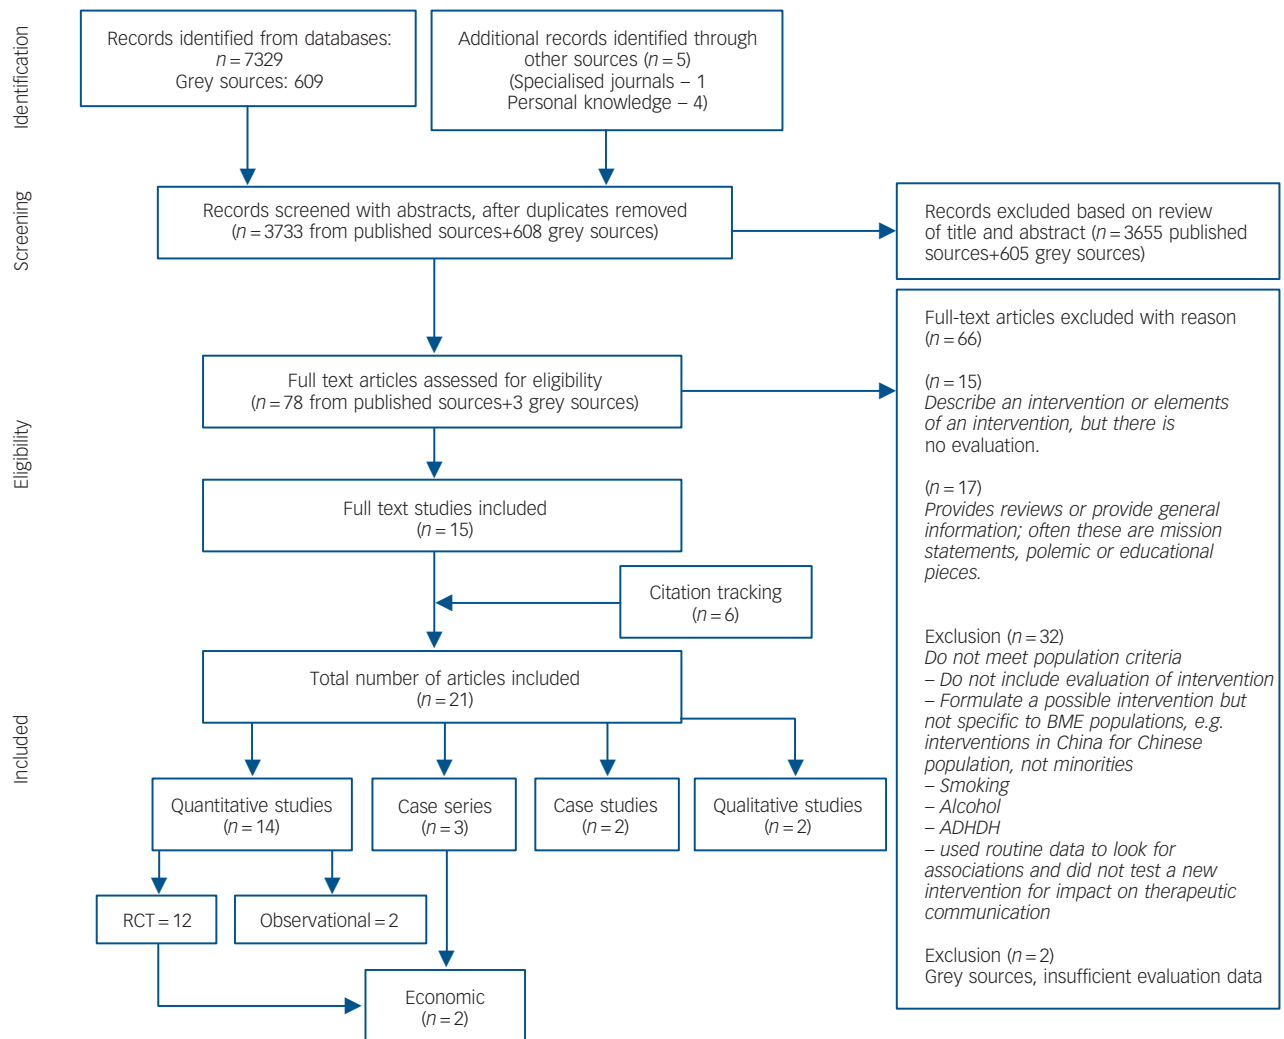 Identification
Records identified from databases:
n = 7329
Grey sources: 609
Additional records identified through
other sources (n = 5)
(Specialised journals – 1
Personal knowledge – 4)
Screening
Records screened with abstracts, after duplicates removed
(n = 3733 from published sources+608 grey sources)
Records excluded based on review
of title and abstract (n = 3655 published
sources+605 grey sources)
Eligibility
Full text articles assessed for eligibility
(n = 78 from published sources+3 grey sources)
Full-text articles excluded with reason
(n = 66)
(n = 15)
Describe an intervention or elements
of an intervention, but there is
no evaluation.
(n = 17)
Provides reviews or provide general
information; often these are mission
statements, polemic or educational
pieces.
Exclusion (n = 32)
Do not meet population criteria
– Do not include evaluation of intervention
– Formulate a possible intervention but
not specific to BME populations, e.g.
interventions in China for Chinese
population, not minorities
– Smoking
– Alcohol
– ADHDH
– used routine data to look for
associations and did not test a new
intervention for impact on therapeutic
communication
Exclusion (n = 2)
Grey sources, insufficient evaluation data
Full text studies included
(n = 15)
Citation tracking
(n = 6)
Included
Total number of articles included
(n = 21)
Quantitative studies
(n = 14)
Case series
(n = 3)
Case studies
(n = 2)
Qualitative studies
(n = 2)
RCT = 12
Observational = 2
Economic
(n = 2)